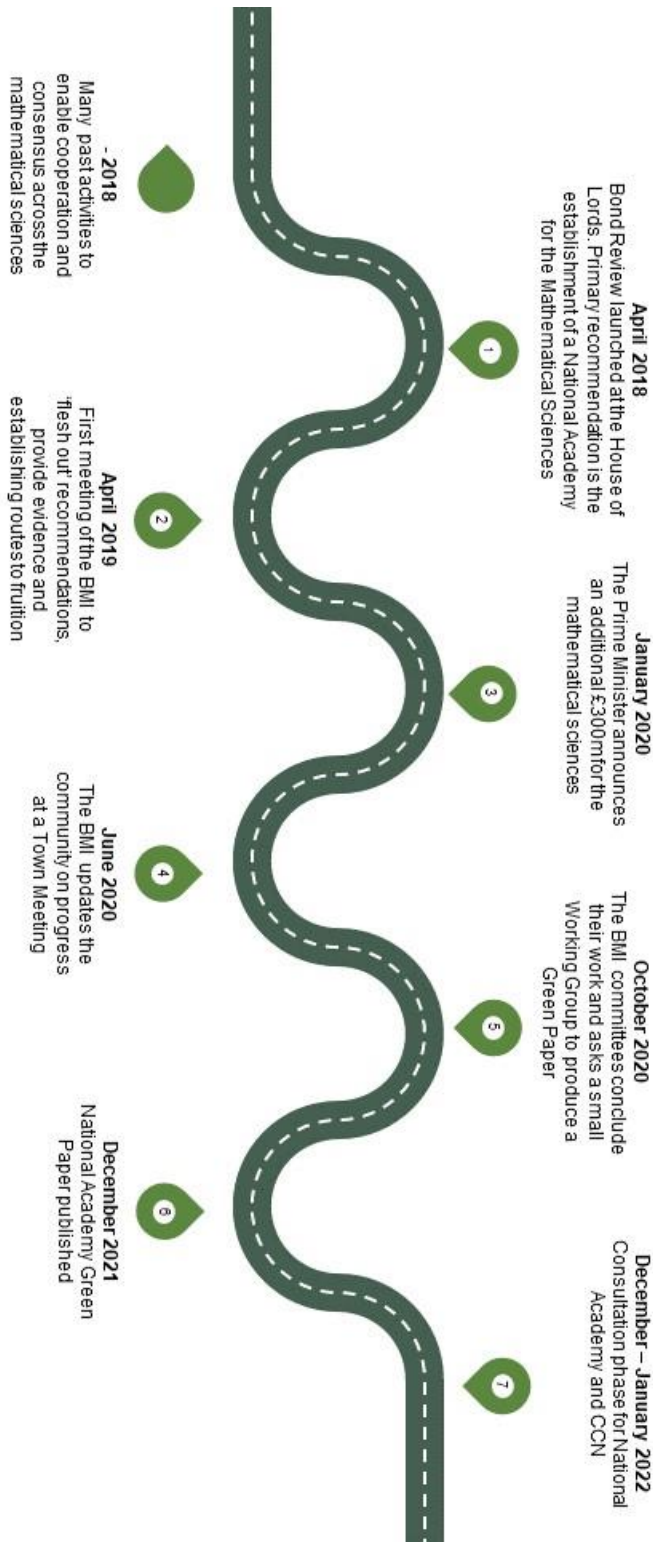 - 2018
Many past activities to
enable cooperation and
consensus across the
mathematical sciences
April 2018
Bond Review launched at the House of
Lords. Primary recommendation is the
establishment of a National Academy
for the Mathematical Sciences
1
April 2019
First meeting of the BMI to
'flesh out' recommendations,
provide evidence and
establishing routes to fruition
2
January 2020
The Prime Minister announces
an additional £300m for the
mathematical sciences
3
June 2020
The BMI updates the
community on progress
at a Town Meeting
4
October 2020
The BMI committees conclude
their work and asks a small
Working Group to produce a
Green Paper
5
December 2021
National Academy Green
Paper published
6
December – January 2022
Consultation phase for National
Academy and CCN
7